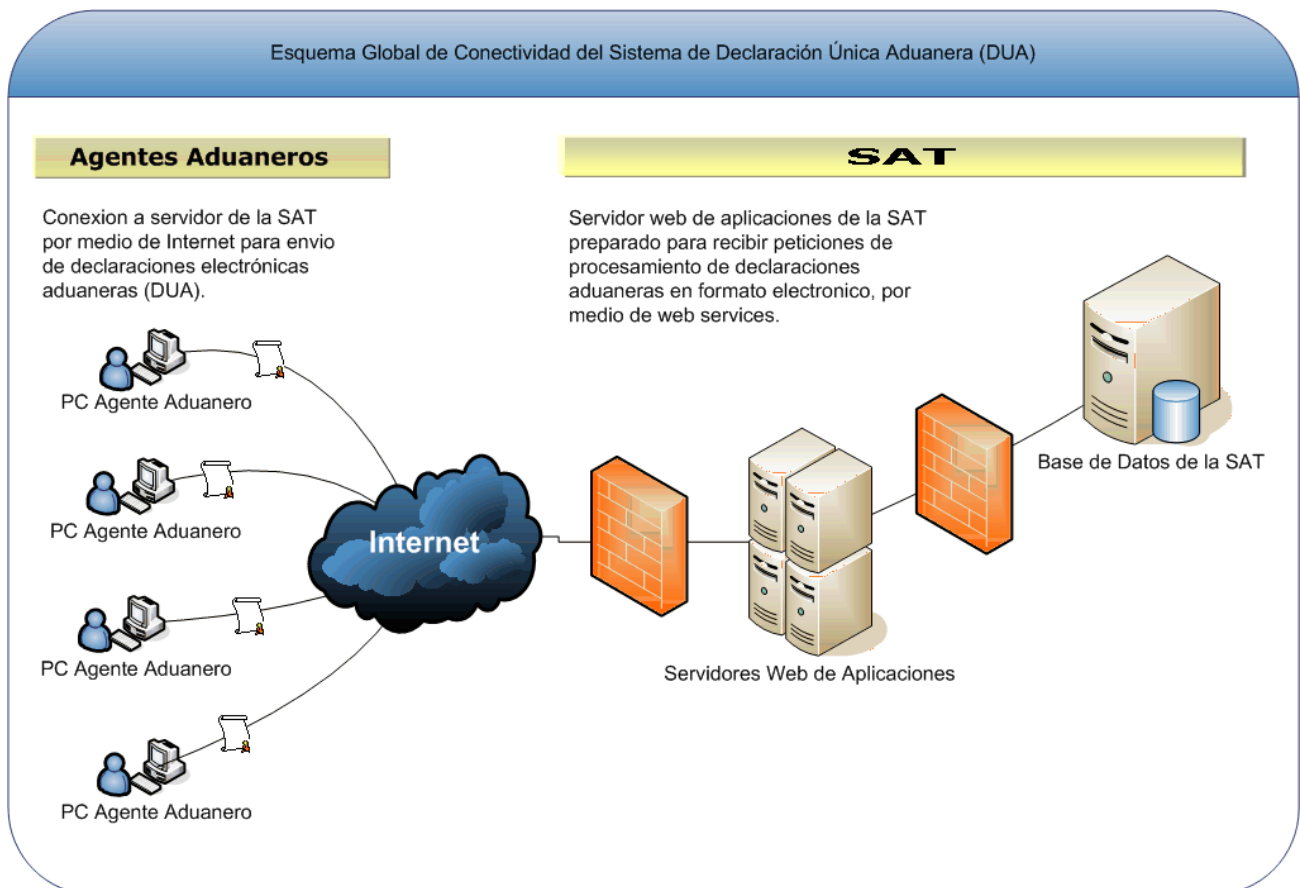 Esquema Global de Conectividad del Sistema de Declaración Única Aduanera (DUA)
Agentes Aduaneros
Conexion a servidor de la SAT
por medio de Internet para envio
de declaraciones electrónicas
aduaneras (DUA).
SAT
Servidor web de aplicaciones de la SAT
preparado para recibir peticiones de
procesamiento de declaraciones
aduaneras en formato electronico, por
medio de web services.
PC Agente Aduanero
PC Agente Aduanero
PC Agente Aduanero
PC Agente Aduanero
Internet
Servidores Web de Aplicaciones
Base de Datos de la SAT